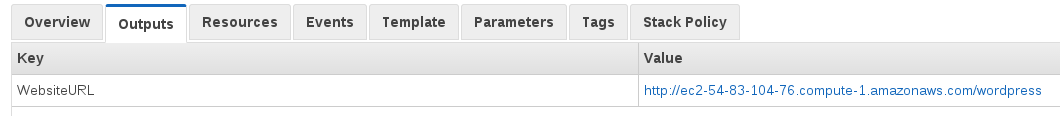 Overview Outputs Resources Events Template Parameters Tags Stack Policy
Key Value
WebsiteURL http://ec2-54-83-104-76.compute-1.amazonaws.com/wordpress